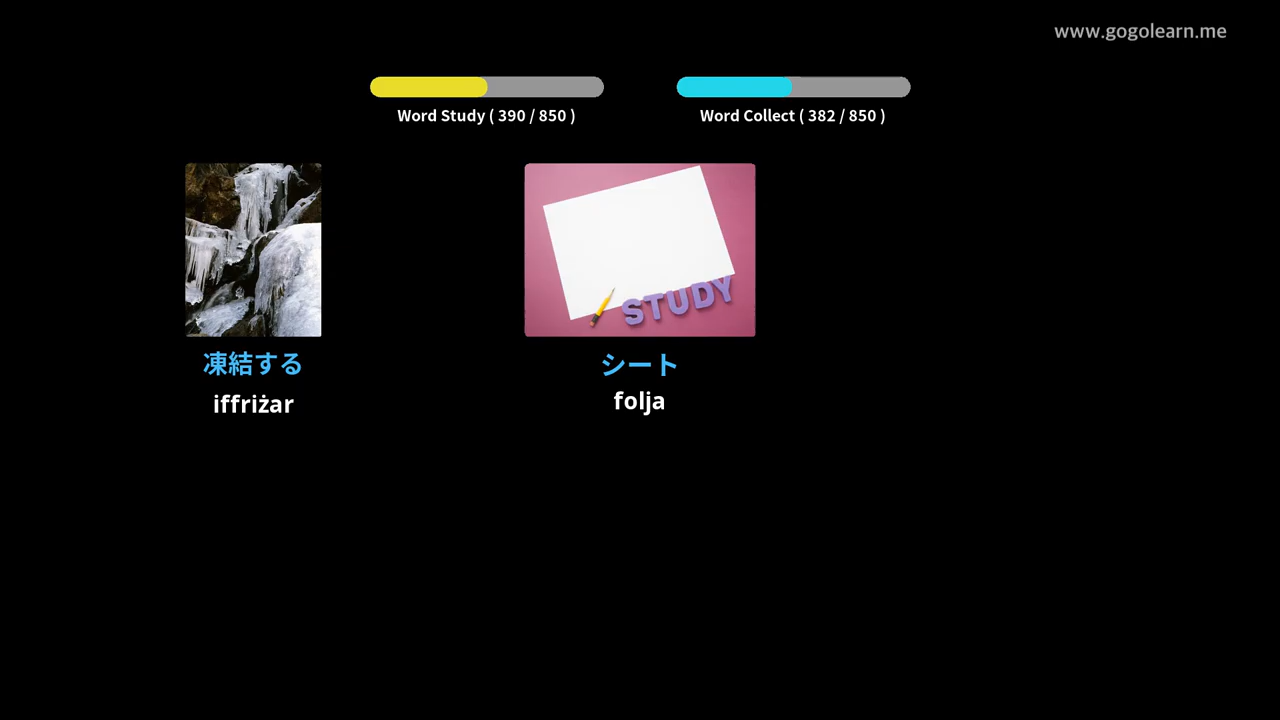 www.gogolearn.me
Word Study ( 390 / 850 )
Word Collect ( 382 / 850 )
STUDY
凍結する
シート
iffriżar
folja